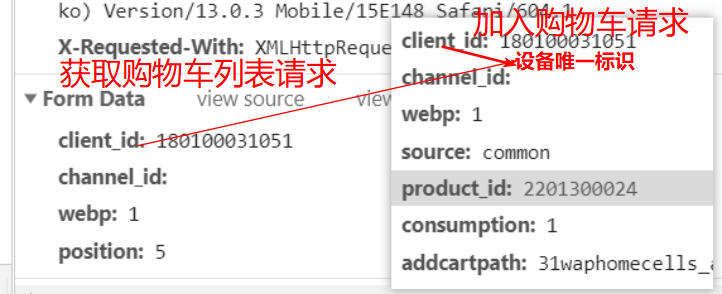 ko) Version/13.0.3 Mobile/15E148 Safari/604.1
X-Requested-With: XMLHttpReque
获取购物车列表请求
Form Data view source vie
client_id: 180100031051
channel_id:
webp: 1
position: 5
加入购物车请求
client_id: 180100031051
设备唯一标识
channel_id:
webp: 1
source: common
product_id: 2201300024
consumption: 1
addcartpath: 31waphomecells_a